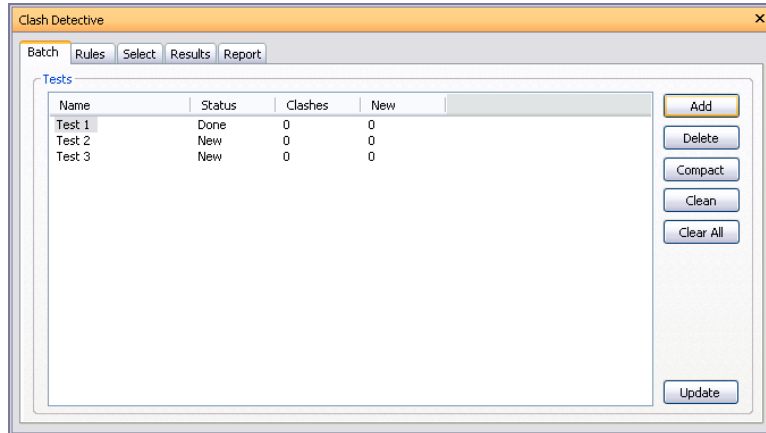 Clash Detective
Batch Rules Select Results Report
Tests
Name Status Clashes New
Test 1 Done 0 0
Test 2 New 0 0
Test 3 New 0 0
Add
Delete
Compact
Clean
Clear All
Update